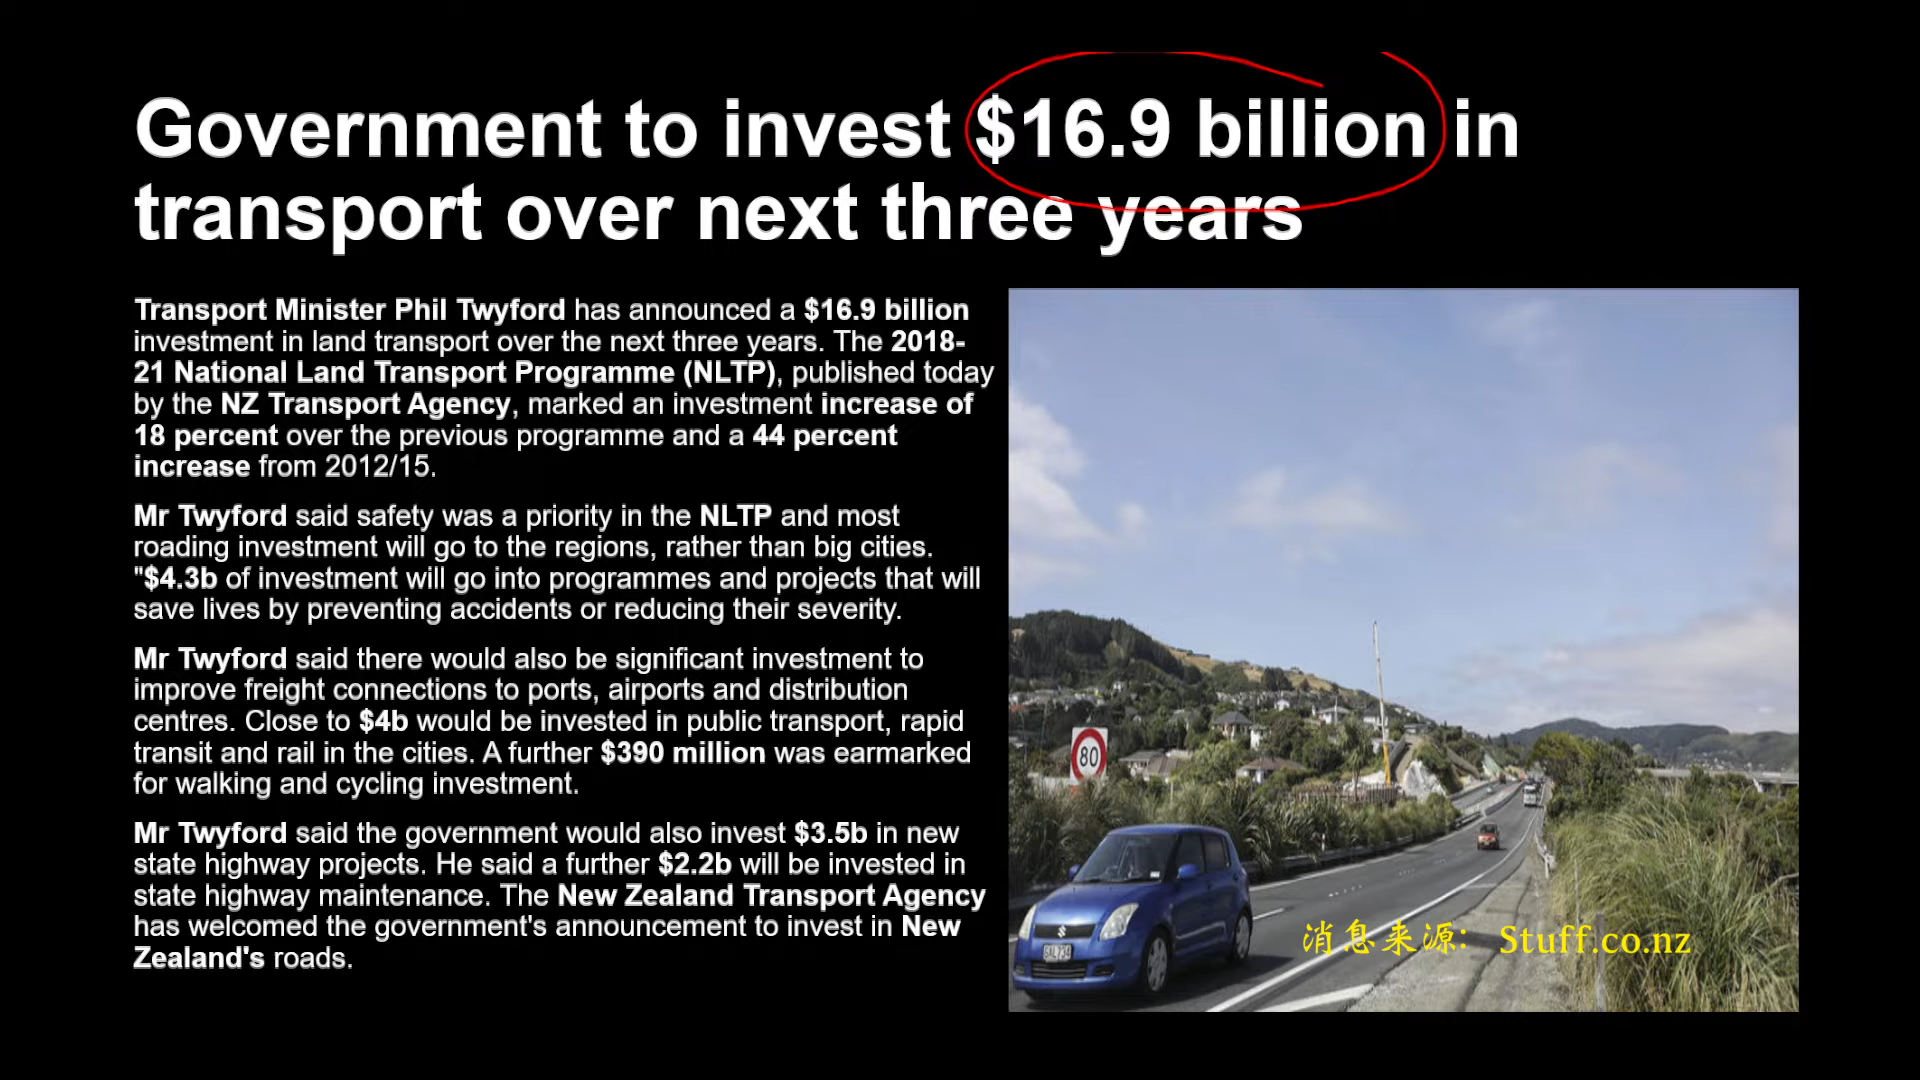 Government to invest $16.9 billion in
transport over next three years
Transport Minister Phil Twyford has announced a $16.9 billion
investment in land transport over the next three years. The 2018-
21 National Land Transport Programme (NLTP), published today
by the NZ Transport Agency, marked an investment increase of
18 percent over the previous programme and a 44 percent
increase from 2012/15.
Mr Twyford said safety was a priority in the NLTP and most
roading investment will go to the regions, rather than big cities.
"$4.3b of investment will go into programmes and projects that will
save lives by preventing accidents or reducing their severity.
Mr Twyford said there would also be significant investment to
improve freight connections to ports, airports and distribution
centres. Close to $4b would be invested in public transport, rapid
transit and rail in the cities. A further $390 million was earmarked
for walking and cycling investment.
Mr Twyford said the government would also invest $3.5b in new
state highway projects. He said a further $2.2b will be invested in
state highway maintenance. The New Zealand Transport Agency
has welcomed the government's announcement to invest in New
Zealand's roads.
80
消息来源: Stuff.co.nz